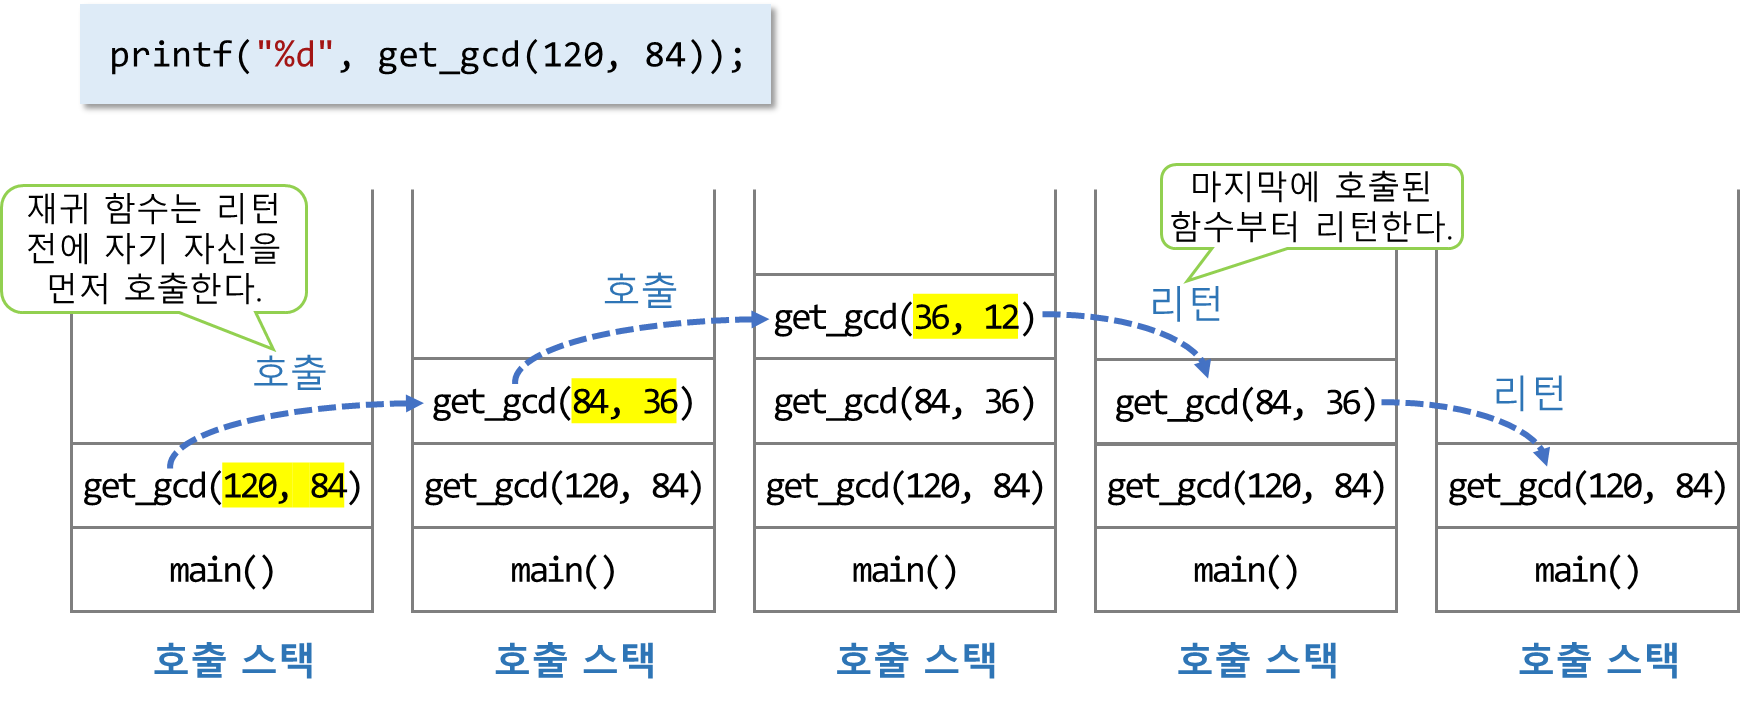 printf("%d", get_gcd(120, 84));
재귀 함수는 리턴
전에 자기 자신을
먼저 호출한다.
마지막에 호출된
함수부터 리턴한다.
호출
호출
리턴
리턴
get_gcd(120, 84)
main()
호출 스택
get_gcd(84, 36)
get_gcd(120, 84)
main()
호출 스택
get_gcd(36, 12)
get_gcd(84, 36)
get_gcd(120, 84)
main()
호출 스택
get_gcd(84, 36)
get_gcd(120, 84)
main()
호출 스택
get_gcd(120, 84)
main()
호출 스택